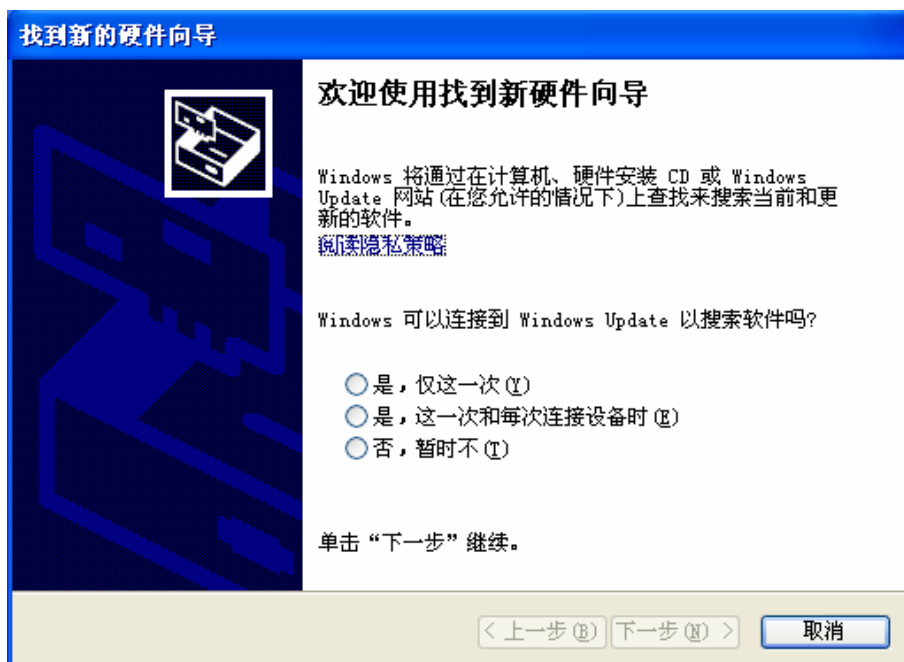 找到新的硬件向导
欢迎使用找到新硬件向导
Windows 将通过在计算机、硬件安装 CD 或 Windows
Update 网站(在您允许的情况下)上查找来搜索当前和更
新的软件。
阅读隐私策略
Windows 可以连接到 Windows Update 以搜索软件吗?
是，仅这一次(Y)
是，这一次和每次连接设备时(E)
否，暂时不(T)
单击“下一步”继续。
< 上一步(B) 下一步(N) > 取消